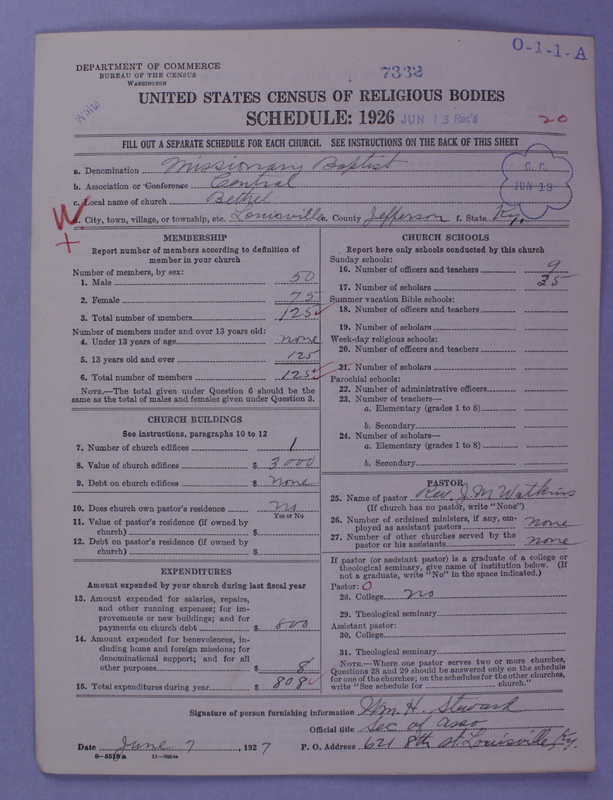 O-1-1-A
DEPARTMENT OF COMMERCE
BUREAU OF THE CENSUS
WASHINGTON
7332
White
UNITED STATES CENSUS OF RELIGIOUS BODIES
SCHEDULE: 1926 JUN 13 Rec'd
20
FILL OUT A SEPARATE SCHEDULE FOR EACH CHURCH. SEE INSTRUCTIONS ON THE BACK OF THIS SHEET
C. C.
JUN 13
a. Denomination Missionary Baptist
b. Association or Conference Central
c. Local name of church Bethel
W
+
d. City, town, village, or township, etc. Louisville e. County Jefferson f. State Ky.
MEMBERSHIP
Report number of members according to definition of
member in your church
Number of members, by sex:
1. Male 50
2. Female 75
3. Total number of members 125 ✓
Number of members under and over 13 years old:
4. Under 13 years of age none
5. 13 years old and over 125
6. Total number of members 125 ✓
NOTE.—The total given under Question 6 should be the
same as the total of males and females given under Question 3.
CHURCH BUILDINGS
See instructions, paragraphs 10 to 12
7. Number of church edifices 1
8. Value of church edifices $ 3000
9. Debt on church edifices $ none
10. Does church own pastor's residence no
Yes or No
11. Value of pastor's residence (if owned by
church) $
12. Debt on pastor's residence (if owned by
church) $
EXPENDITURES
Amount expended by your church during last fiscal year
13. Amount expended for salaries, repairs,
and other running expenses; for im-
provements or new buildings; and for
payments on church debt $ 800
14. Amount expended for benevolences, in-
cluding home and foreign missions; for
denominational support; and for all
other purposes $ 8
15. Total expenditures during year $ 808 ✓
CHURCH SCHOOLS
Report here only schools conducted by this church
Sunday schools:
16. Number of officers and teachers 9
17. Number of scholars 35
Summer vacation Bible schools:
18. Number of officers and teachers
19. Number of scholars
Week-day religious schools:
20. Number of officers and teachers
21. Number of scholars
Parochial schools:
22. Number of administrative officers
23. Number of teachers—
a. Elementary (grades 1 to 8)
b. Secondary
24. Number of scholars—
a. Elementary (grades 1 to 8)
b. Secondary
PASTOR
25. Name of pastor Rev. J. M. Watkins
(If church has no pastor, write "None")
26. Number of ordained ministers, if any, em-
ployed as assistant pastors none
27. Number of other churches served by the
pastor or his assistants none
If pastor (or assistant pastor) is a graduate of a college or
theological seminary, give name of institution below. (If
not a graduate, write "No" in the space indicated.)
Pastor: 0
28. College no
29. Theological seminary
Assistant pastor:
30. College
31. Theological seminary
NOTE.—Where one pastor serves two or more churches,
Questions 28 and 29 should be answered only on the schedule
for one of the churches; on the schedules for the other churches,
write "See schedule for church."
Signature of person furnishing information Wm. H. Steward
Official title Sec of Asso
Date June 7, 1927 P. O. Address 621 8th St. Louisville, Ky.